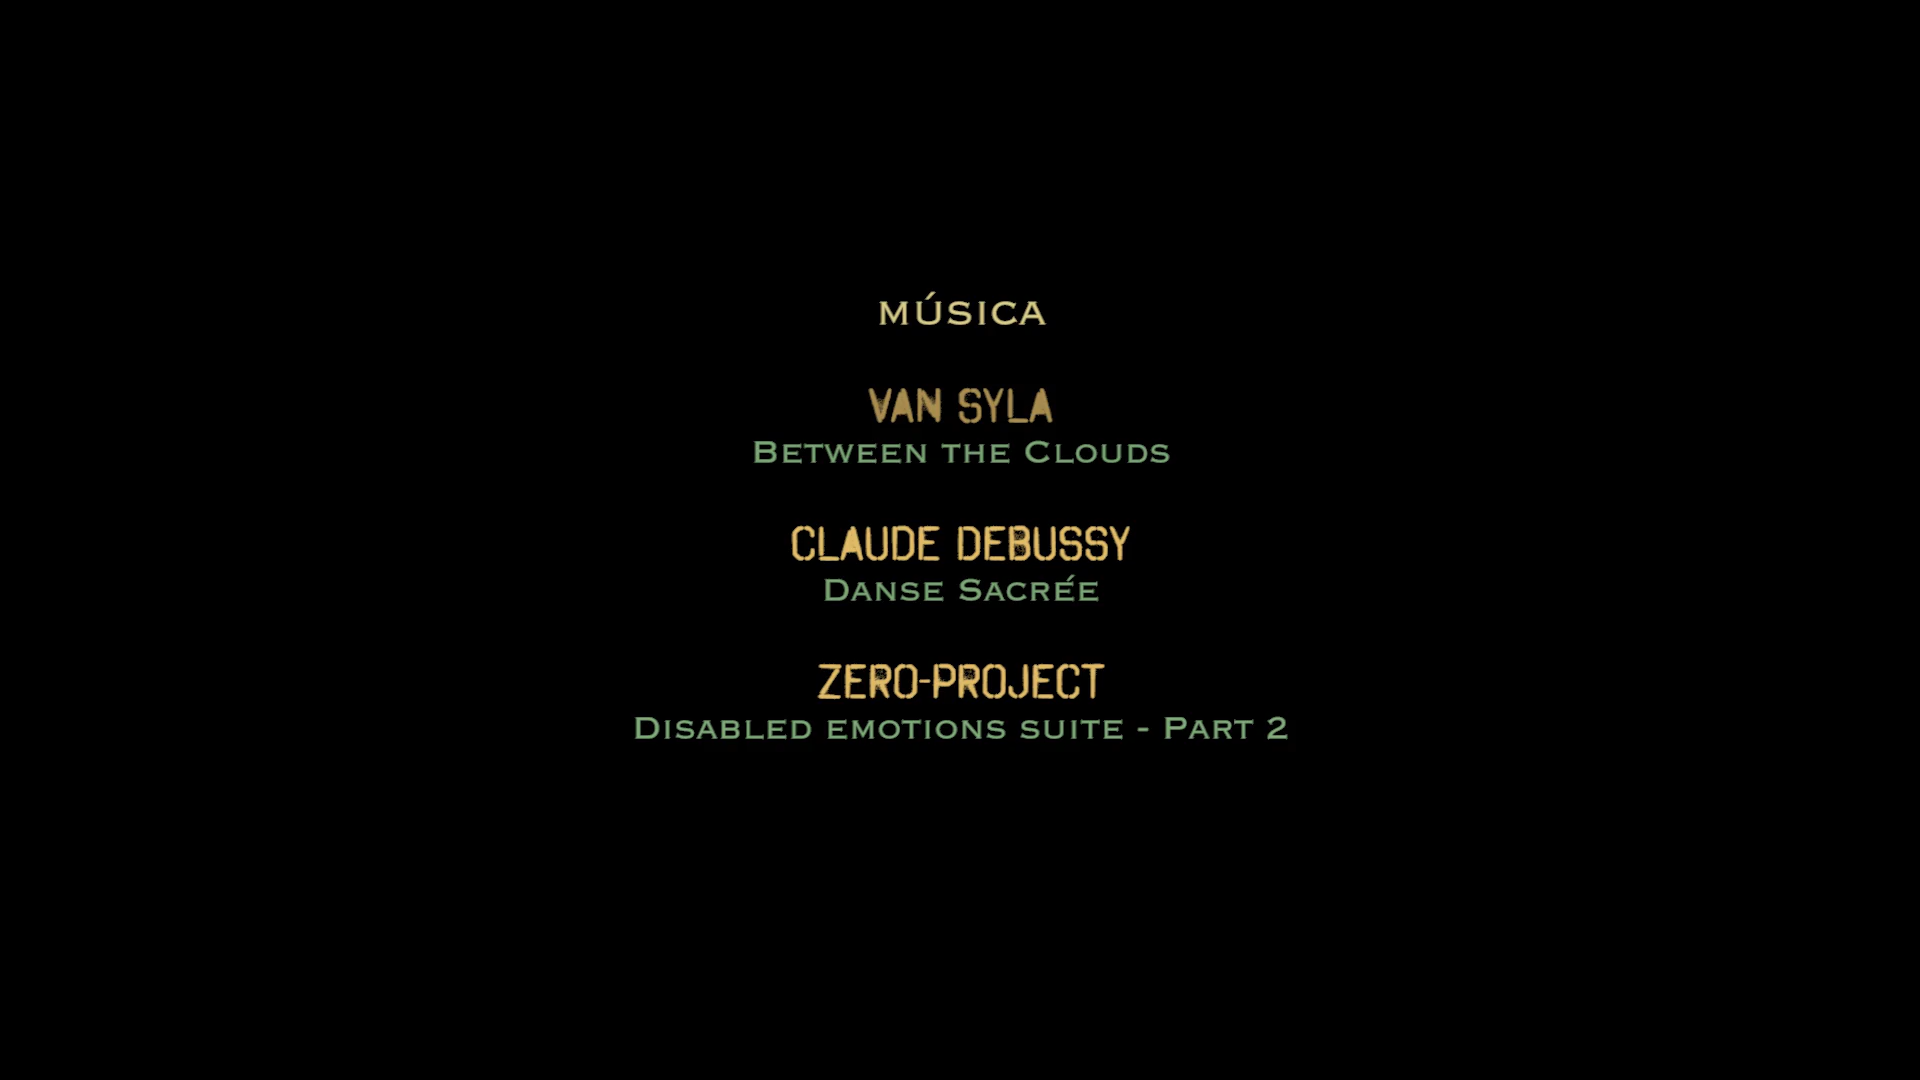 MÚSICA
VAN SYLA
Between the Clouds
CLAUDE DEBUSSY
Danse Sacrée
ZERO-PROJECT
Disabled emotions suite - Part 2